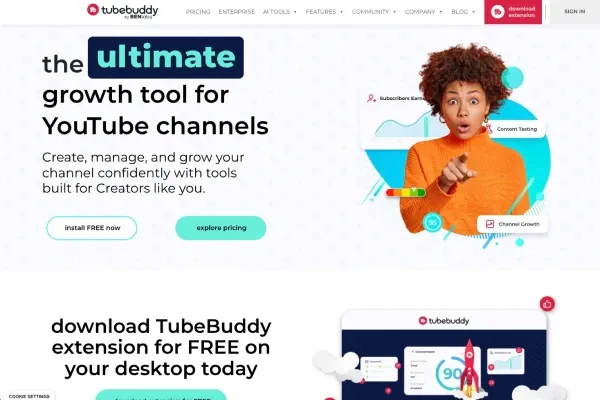 tubebuddy
by BENlabs
PRICING ENTERPRISE AI TOOLS FEATURES COMMUNITY COMPANY BLOG
download
extension
SIGN IN
the ultimate
growth tool for
YouTube channels
Create, manage, and grow your
channel confidently with tools
built for Creators like you.
install FREE now
explore pricing
Subscribers Earned
Content Testing
95
Channel Growth
download TubeBuddy
extension for FREE on
your desktop today
tubebuddy
90
COOKIE SETTINGS